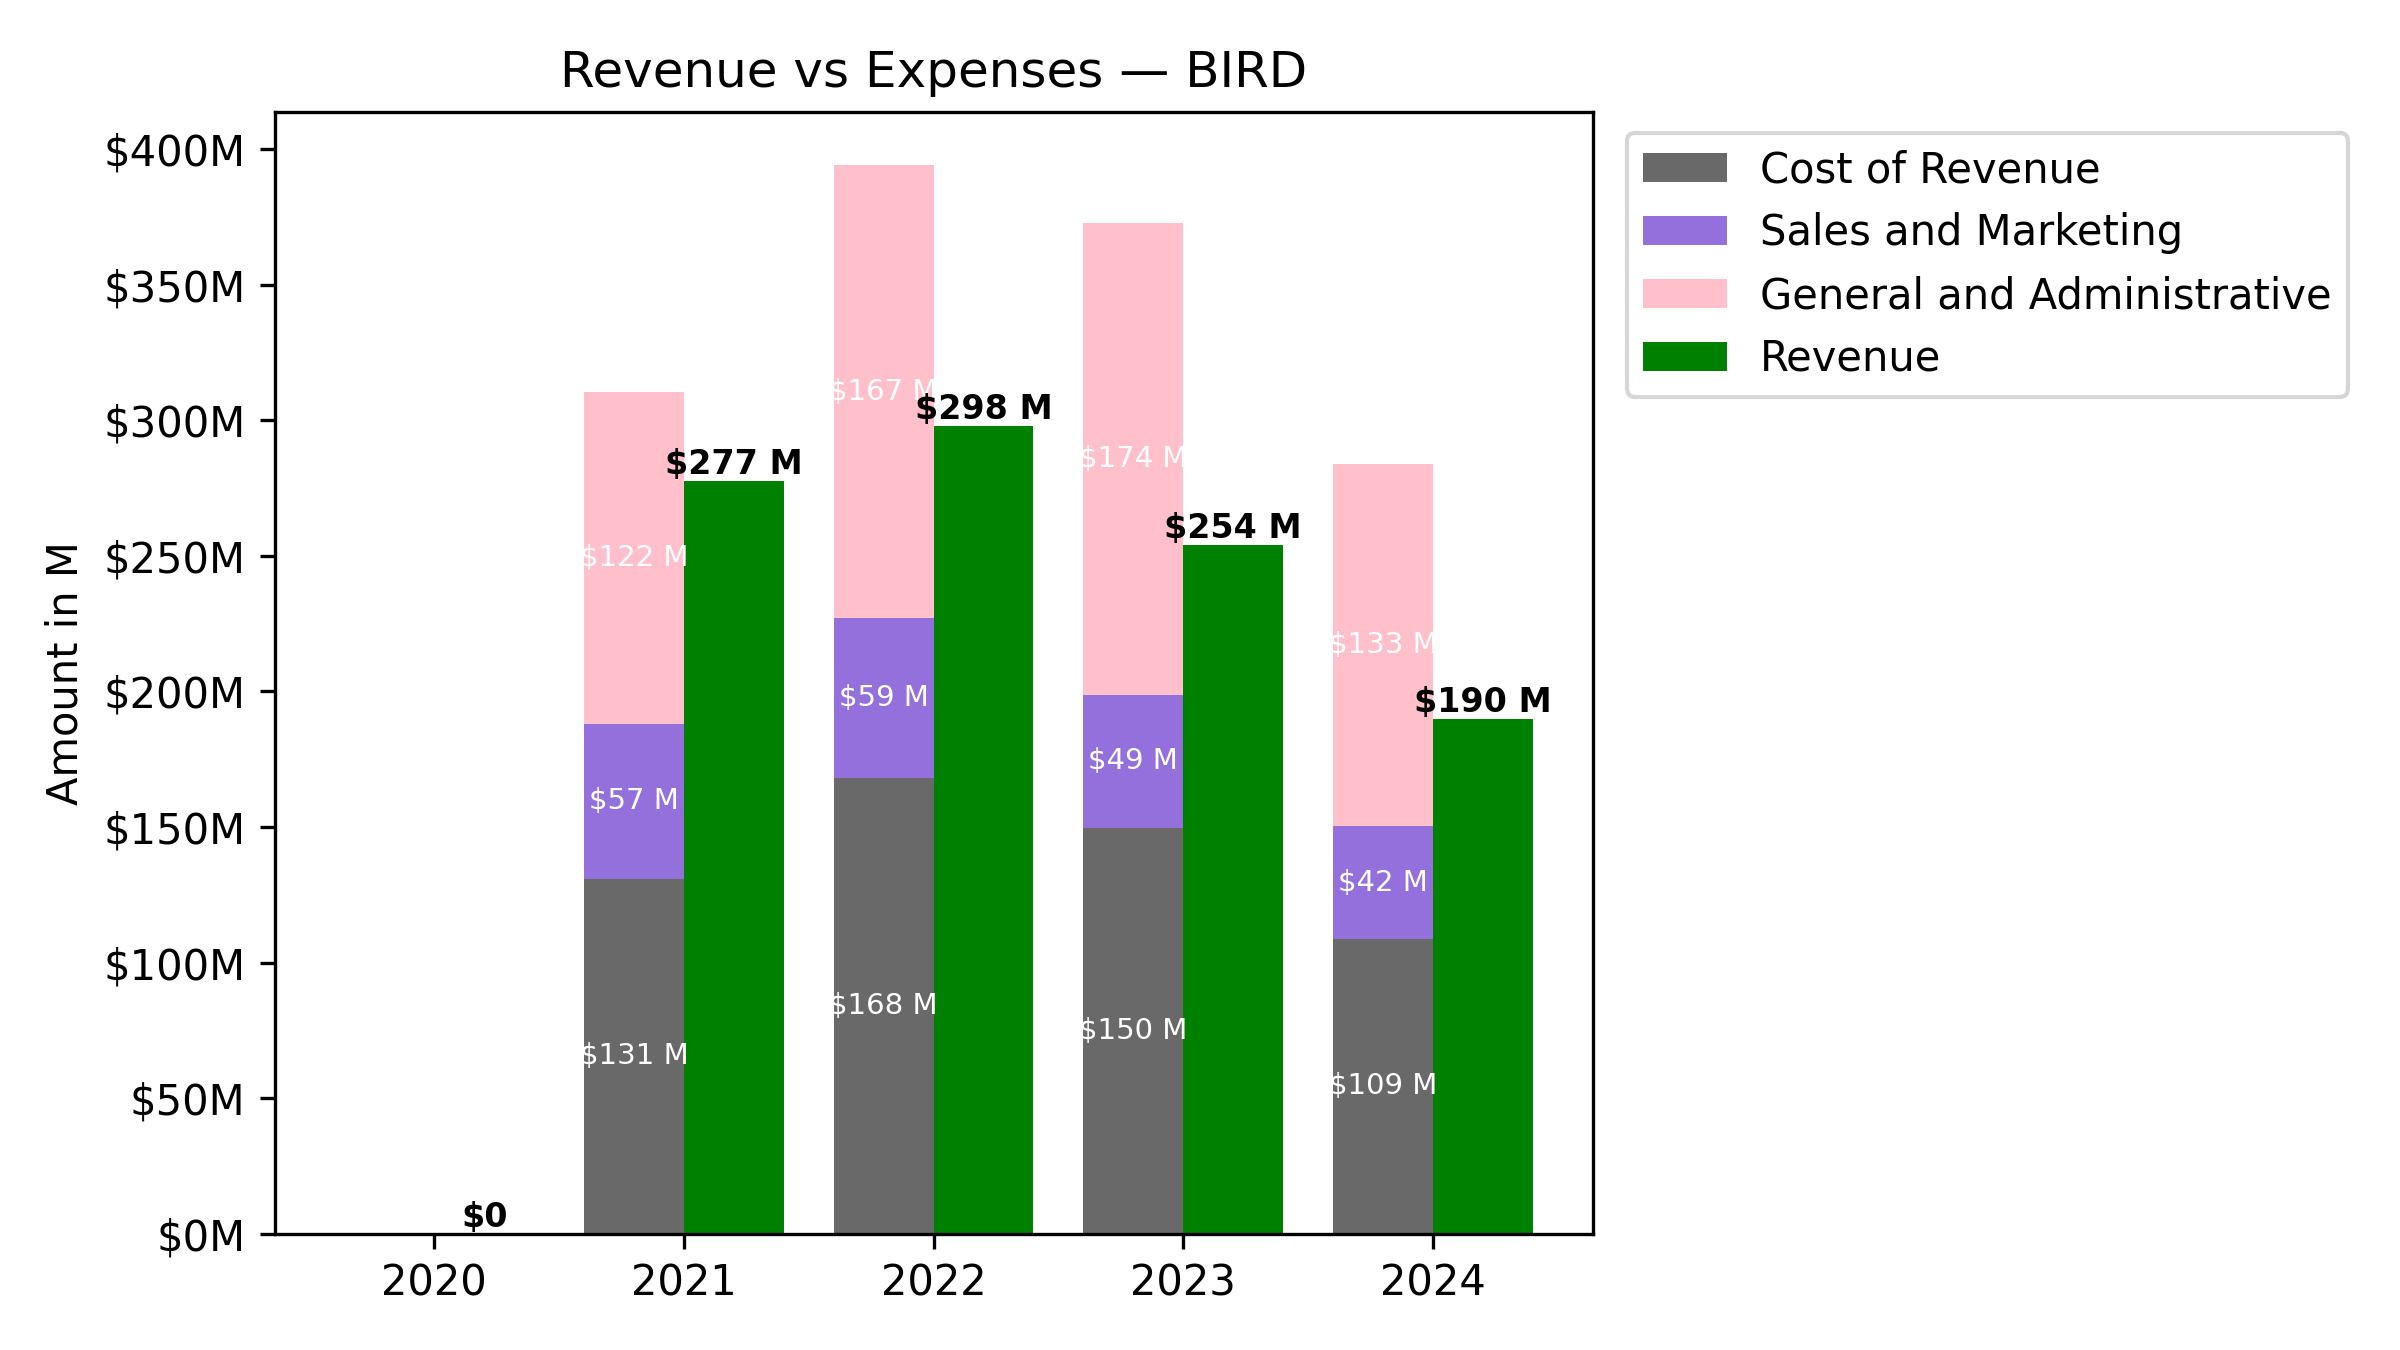 Revenue vs Expenses — BIRD
Amount in M
$400M
$350M
$300M
$250M
$200M
$150M
$100M
$50M
$0M
$0
$122 M
$57 M
$131 M
$277 M
$167 M
$59 M
$168 M
$298 M
$174 M
$49 M
$150 M
$254 M
$133 M
$42 M
$109 M
$190 M
2020
2021
2022
2023
2024
Cost of Revenue
Sales and Marketing
General and Administrative
Revenue